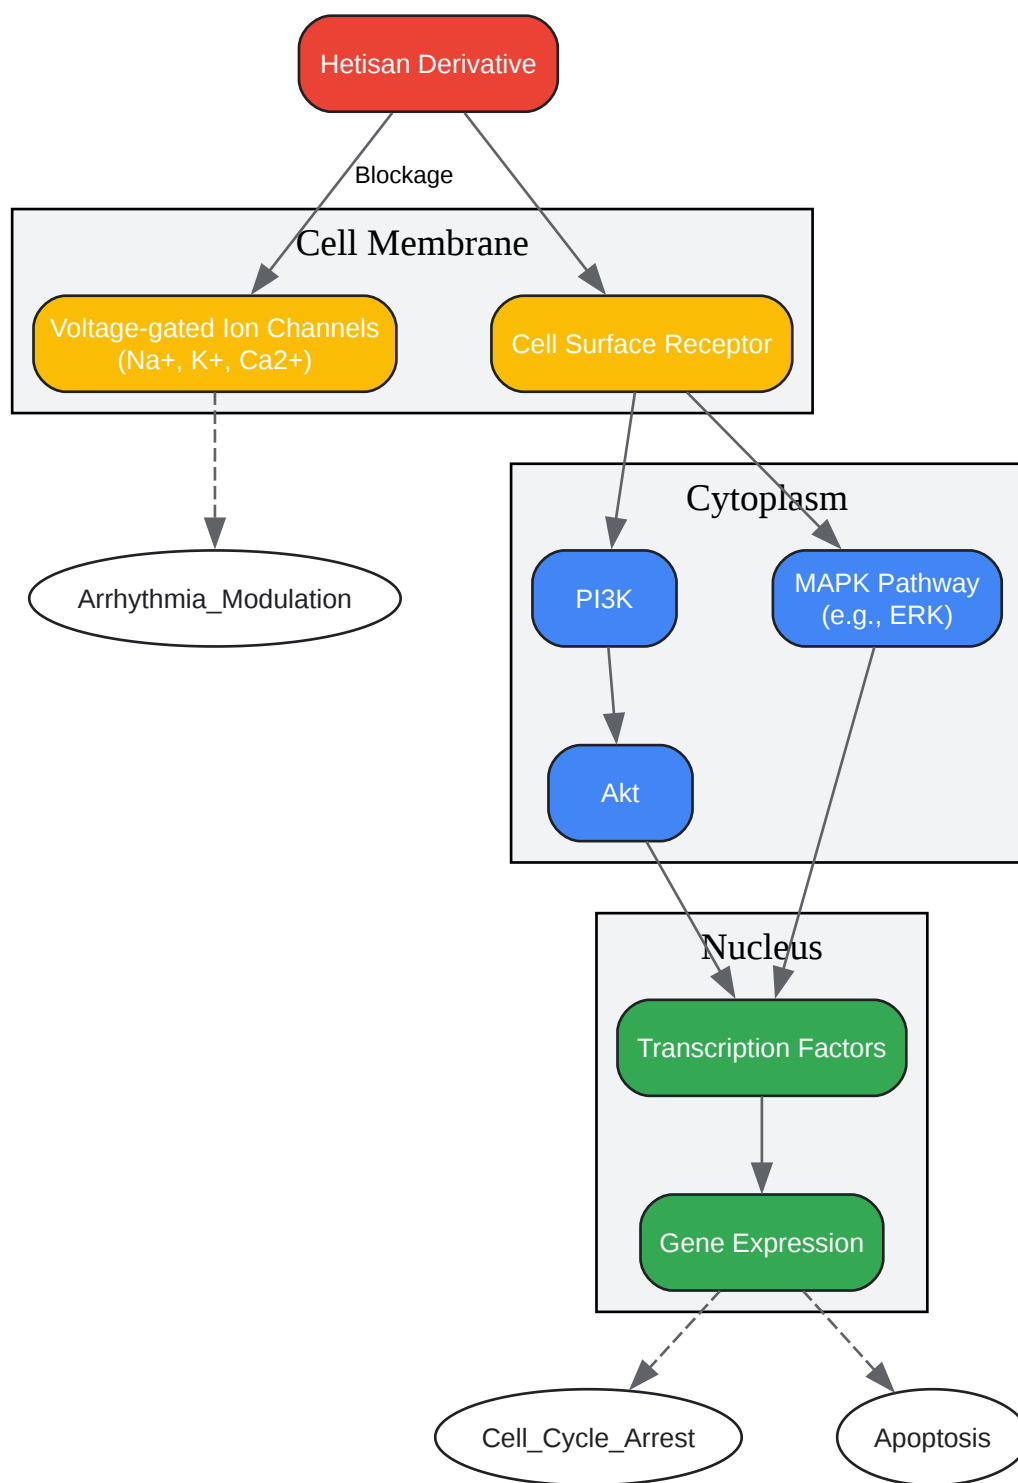 Hetisan Derivative
Blockage
Cell Membrane
Voltage-gated Ion Channels
(Na+, K+, Ca2+)
Cell Surface Receptor
Cytoplasm
Arrhythmia_Modulation
PI3K
MAPK Pathway
(e.g., ERK)
Akt
Nucleus
Transcription Factors
Gene Expression
Cell_Cycle_Arrest
Apoptosis